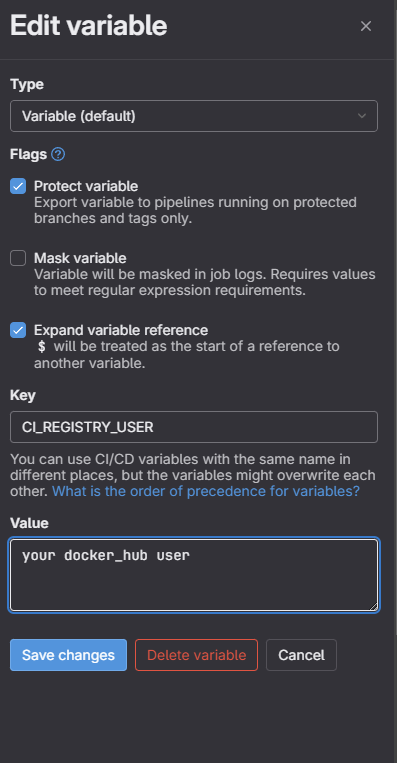 Edit variable
Type
Variable (default)
Flags
Protect variable
Export variable to pipelines running on protected
branches and tags only.
Mask variable
Variable will be masked in job logs. Requires values
to meet regular expression requirements.
Expand variable reference
$ will be treated as the start of a reference to
another variable.
Key
CI_REGISTRY_USER
You can use CI/CD variables with the same name in
different places, but the variables might overwrite each
other. What is the order of precedence for variables?
Value
your docker_hub user
Save changes Delete variable Cancel